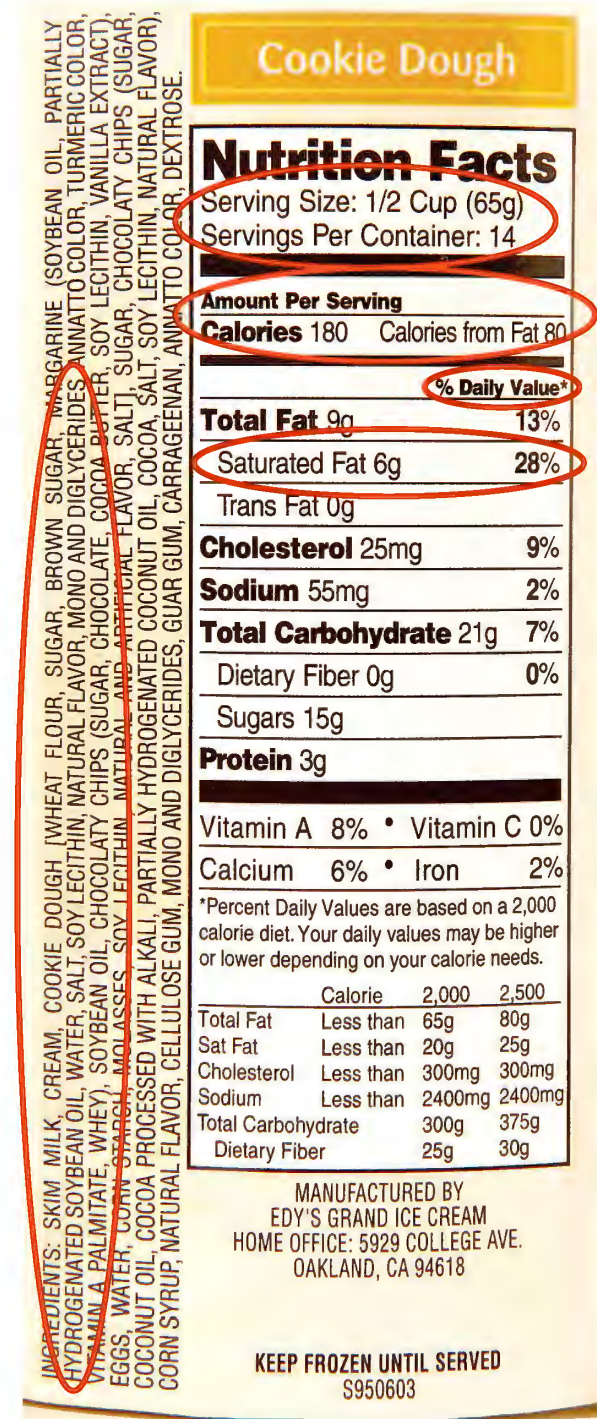 Cookie Dough
Nutrition Facts
Serving Size: 1/2 Cup (65g)
Servings Per Container: 14
Amount Per Serving
Calories 180 Calories from Fat 80
% Daily Value*
Total Fat 9g 13%
Saturated Fat 6g 28%
Trans Fat 0g
Cholesterol 25mg 9%
Sodium 55mg 2%
Total Carbohydrate 21g 7%
Dietary Fiber 0g 0%
Sugars 15g
Protein 3g
Vitamin A 8% • Vitamin C 0%
Calcium 6% • Iron 2%
*Percent Daily Values are based on a 2,000
calorie diet. Your daily values may be higher
or lower depending on your calorie needs.
Calorie 2,000 2,500
Total Fat Less than 65g 80g
Sat Fat Less than 20g 25g
Cholesterol Less than 300mg 300mg
Sodium Less than 2400mg 2400mg
Total Carbohydrate 300g 375g
Dietary Fiber 25g 30g
MANUFACTURED BY
EDY'S GRAND ICE CREAM
HOME OFFICE: 5929 COLLEGE AVE.
OAKLAND, CA 94618
KEEP FROZEN UNTIL SERVED
S950603
INGREDIENTS: SKIM MILK, CREAM, COOKIE DOUGH [WHEAT FLOUR, SUGAR, BROWN SUGAR, MARGARINE (SOYBEAN OIL, PARTIALLY
HYDROGENATED SOYBEAN OIL, WATER, SALT, SOY LECITHIN, NATURAL FLAVOR, MONO AND DIGLYCERIDES, ANNATTO COLOR, TURMERIC COLOR,
VITAMIN A PALMITATE, WHEY), SOYBEAN OIL, CHOCOLATY CHIPS (SUGAR, CHOCOLATE, COCOA BUTTER, SOY LECITHIN, VANILLA EXTRACT),
EGGS, WATER, CORN STARCH, MOLASSES, SOY LECITHIN, NATURAL AND ARTIFICIAL FLAVOR, SALT], SUGAR, CHOCOLATY CHIPS (SUGAR,
COCONUT OIL, COCOA PROCESSED WITH ALKALI, PARTIALLY HYDROGENATED COCONUT OIL, COCOA, SALT, SOY LECITHIN, NATURAL FLAVOR),
CORN SYRUP, NATURAL FLAVOR, CELLULOSE GUM, MONO AND DIGLYCERIDES, GUAR GUM, CARRAGEENAN, ANNATTO COLOR, DEXTROSE.